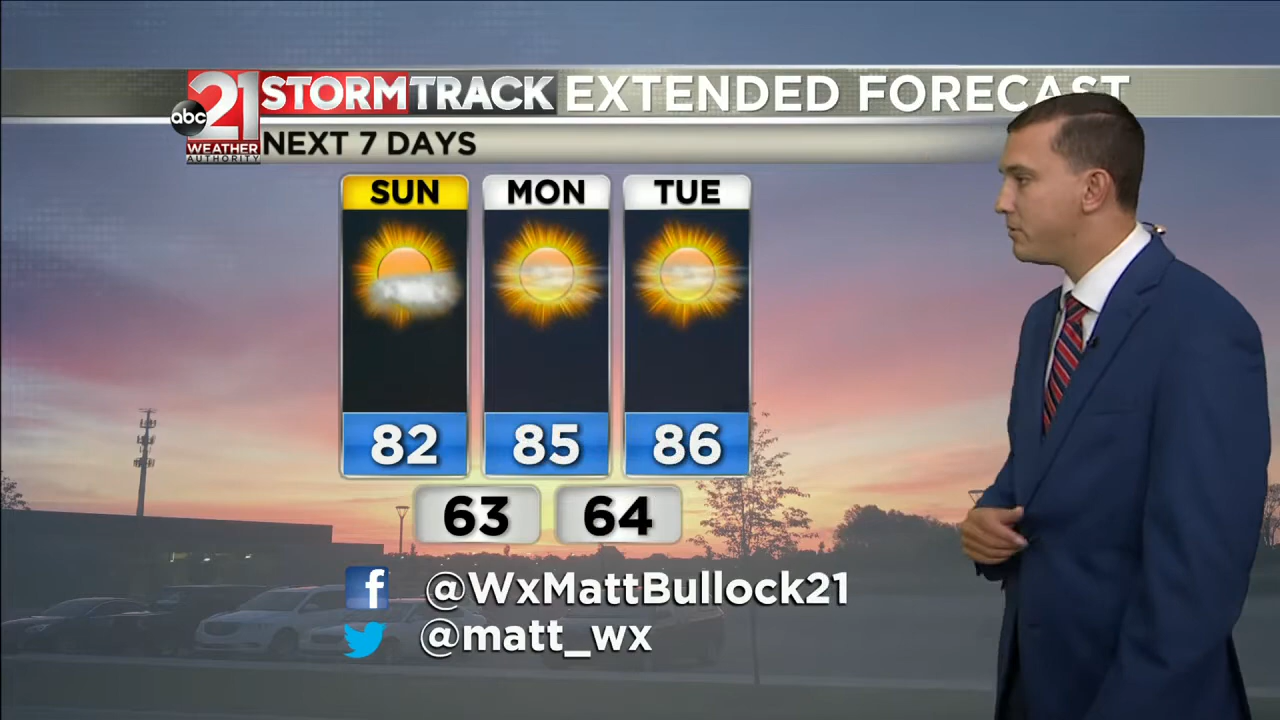 abc 21 STORMTRACK EXTENDED FORECAST
WEATHER AUTHORITY
NEXT 7 DAYS
SUN MON TUE
82 85 86
63 64
f @WxMattBullock21
@matt_wx